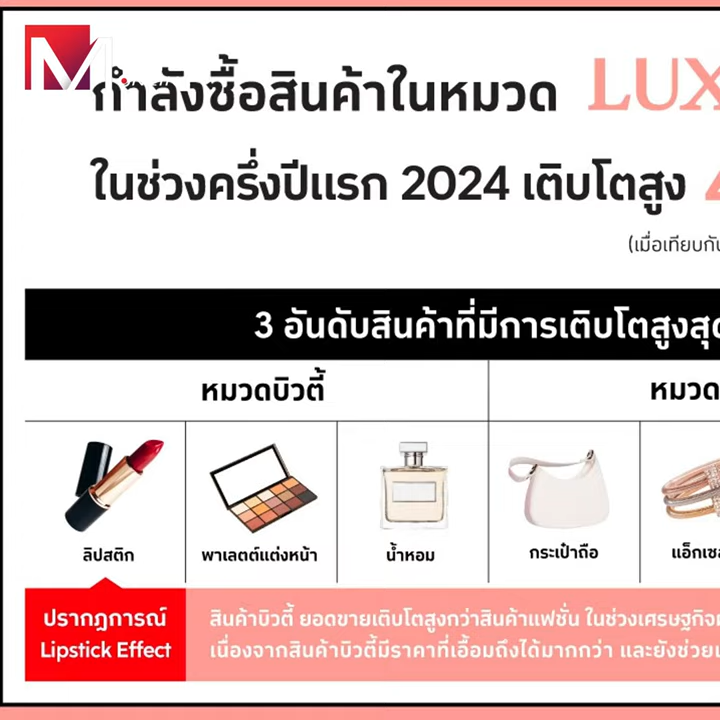 M
กำลังซื้อสินค้าในหมวด LUX
ในช่วงครึ่งปีแรก 2024 เติบโตสูง
(เมื่อเทียบกับ
3 อันดับสินค้าที่มีการเติบโตสูงสุด
หมวดบิวตี้
หมวด
ลิปสติก
พาเลตต์แต่งหน้า
น้ำหอม
กระเป๋าถือ
แอ็กเซส
ปรากฏการณ์
Lipstick Effect
สินค้าบิวตี้ ยอดขายเติบโตสูงกว่าสินค้าแฟชั่น ในช่วงเศรษฐกิจ
เนื่องจากสินค้าบิวตี้มีราคาที่เอื้อมถึงได้มากกว่า และยังช่วย